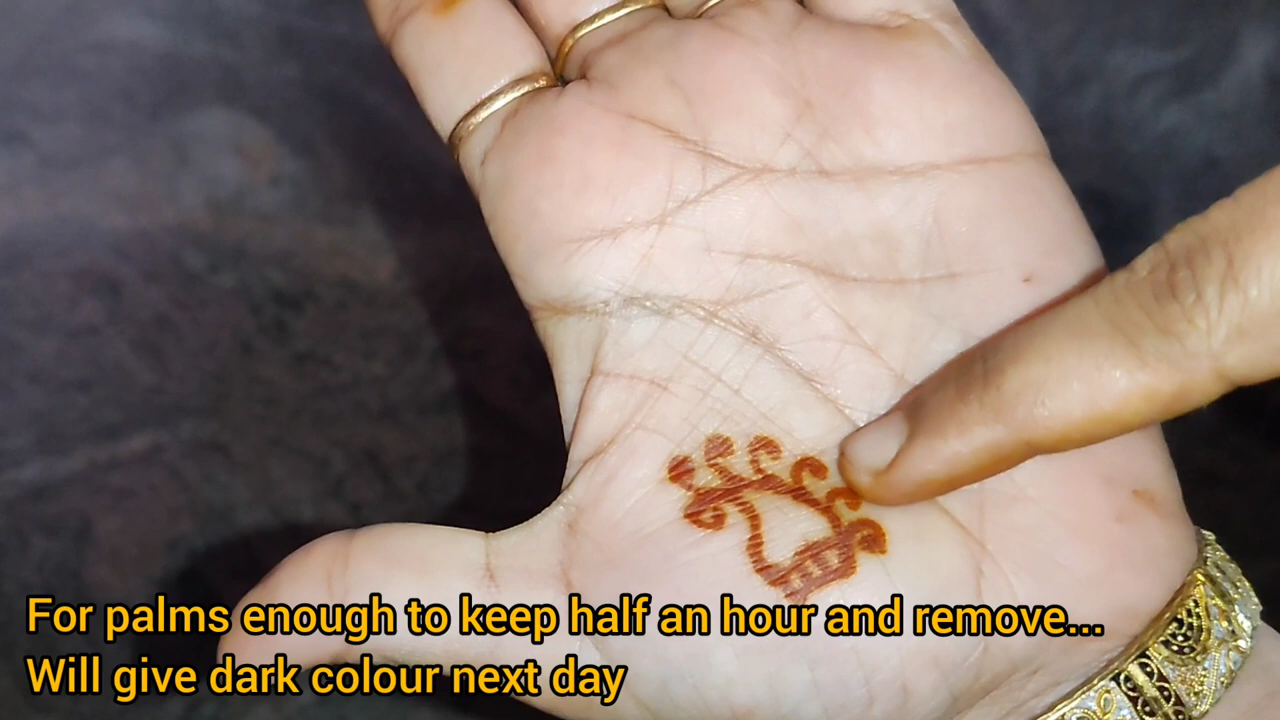 For palms enough to keep half an hour and remove...
Will give dark colour next day